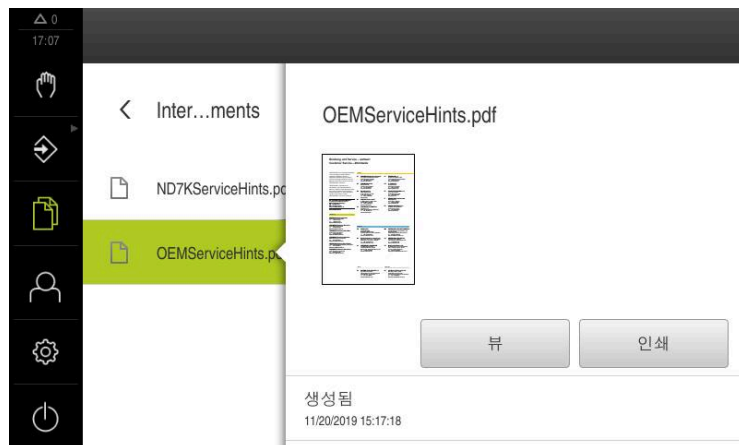 △ 0
17:07
Inter…ments
ND7KServiceHints.pd
OEMServiceHints.p
OEMServiceHints.pdf
뷰
인쇄
생성됨
11/20/2019 15:17:18